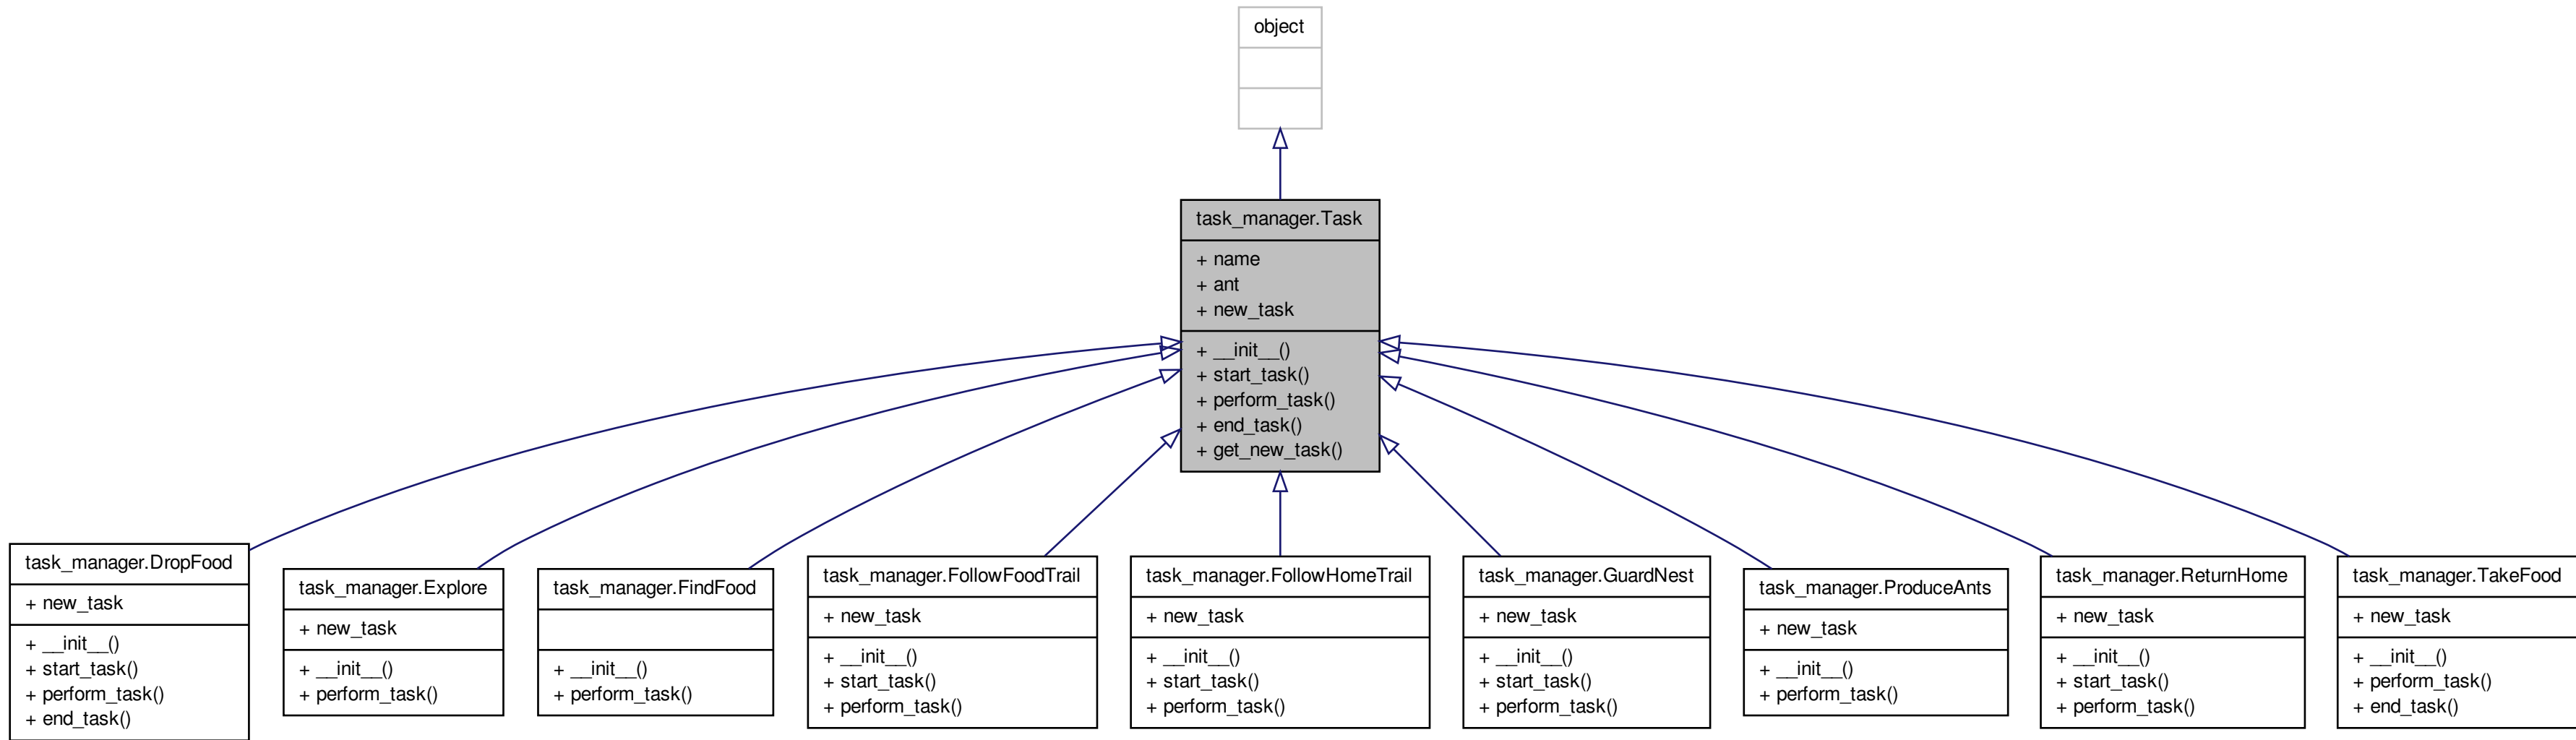 object
task_manager.Task
+ name
+ ant
+ new_task
+ __init__()
+ start_task()
+ perform_task()
+ end_task()
+ get_new_task()
task_manager.DropFood
+ new_task
+ __init__()
+ start_task()
+ perform_task()
+ end_task()
task_manager.Explore
+ new_task
+ __init__()
+ perform_task()
task_manager.FindFood
+ __init__()
+ perform_task()
task_manager.FollowFoodTrail
+ new_task
+ __init__()
+ start_task()
+ perform_task()
task_manager.FollowHomeTrail
+ new_task
+ __init__()
+ start_task()
+ perform_task()
task_manager.GuardNest
+ new_task
+ __init__()
+ start_task()
+ perform_task()
task_manager.ProduceAnts
+ new_task
+ __init__()
+ perform_task()
task_manager.ReturnHome
+ new_task
+ __init__()
+ start_task()
+ perform_task()
task_manager.TakeFood
+ new_task
+ __init__()
+ perform_task()
+ end_task()